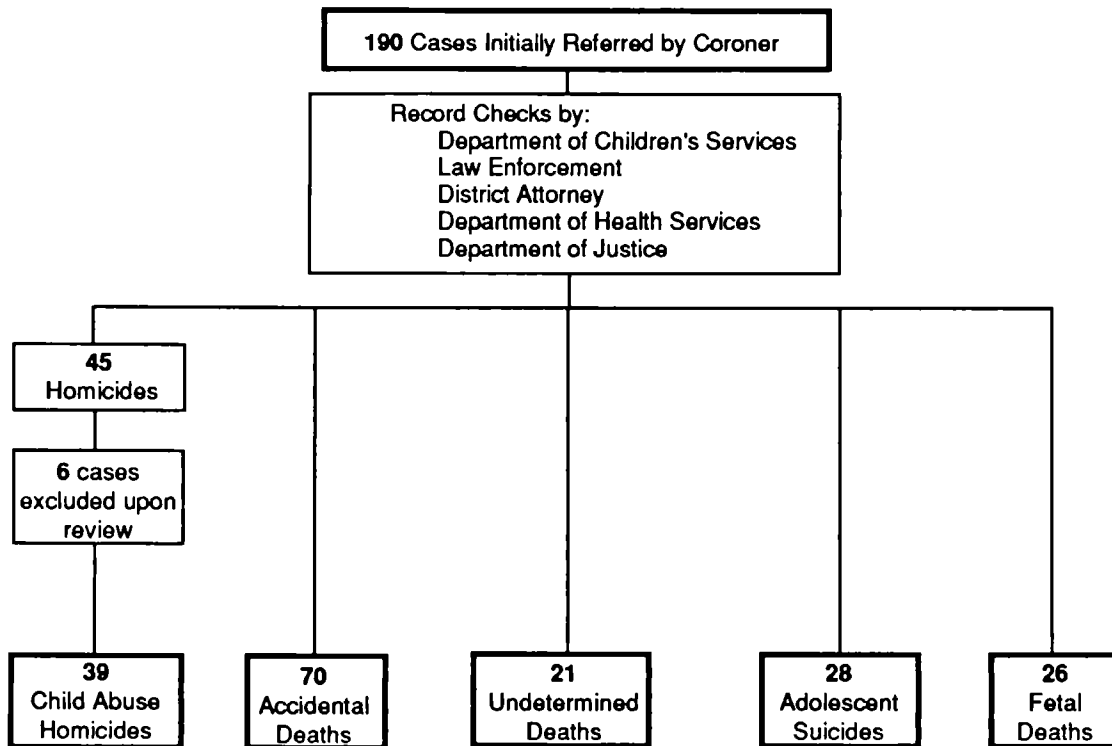 190 Cases Initially Referred by Coroner
Record Checks by:
Department of Children's Services
Law Enforcement
District Attorney
Department of Health Services
Department of Justice
45
Homicides
6 cases
excluded upon
review
39
Child Abuse
Homicides
70
Accidental
Deaths
21
Undetermined
Deaths
28
Adolescent
Suicides
26
Fetal
Deaths